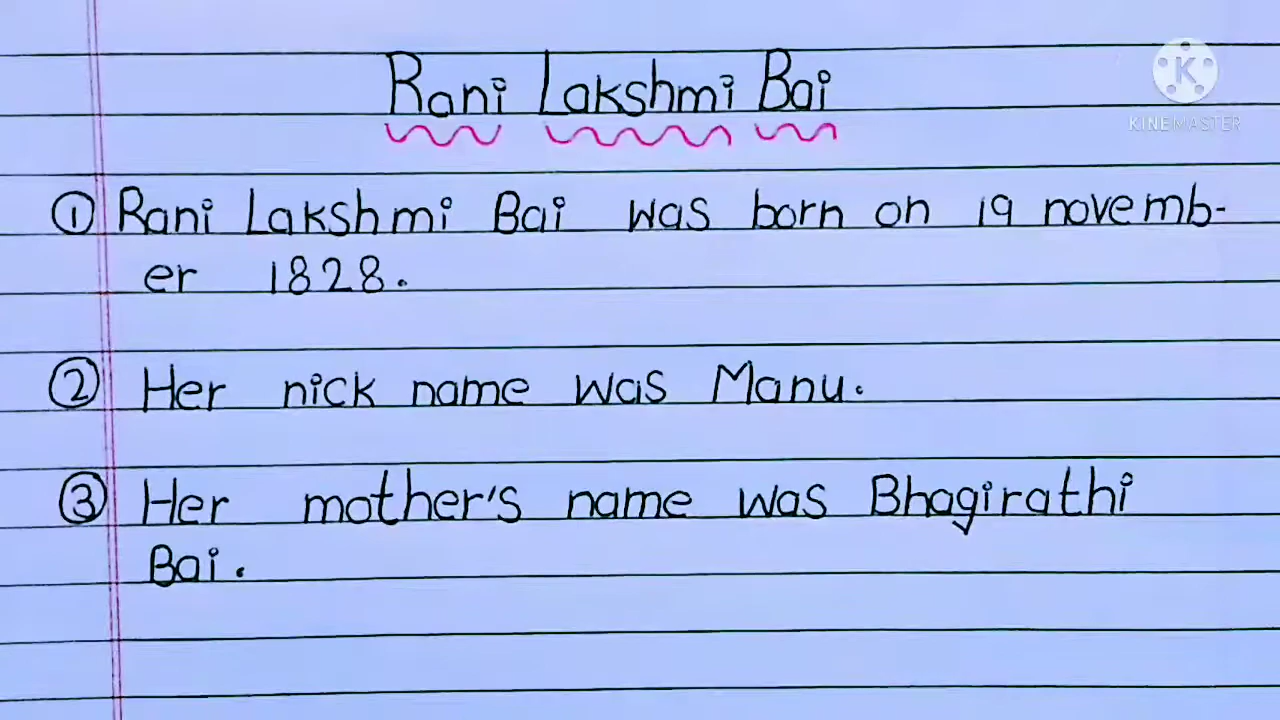 Rani Lakshmi Bai
K
KINEMASTER
① Rani Lakshmi Bai was born on 19 novemb-
er 1828.
② Her nick name was Manu.
③ Her mother's name was Bhagirathi
Bai.